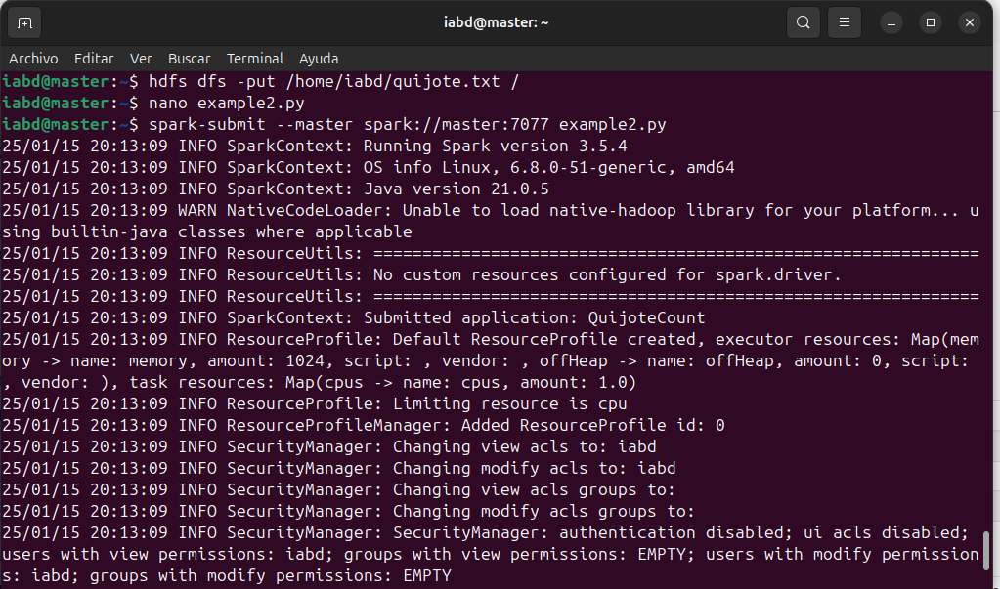 iabd@master: ~
Archivo Editar Ver Buscar Terminal Ayuda
iabd@master:~$ hdfs dfs -put /home/iabd/quijote.txt /
iabd@master:~$ nano example2.py
iabd@master:~$ spark-submit --master spark://master:7077 example2.py
25/01/15 20:13:09 INFO SparkContext: Running Spark version 3.5.4
25/01/15 20:13:09 INFO SparkContext: OS info Linux, 6.8.0-51-generic, amd64
25/01/15 20:13:09 INFO SparkContext: Java version 21.0.5
25/01/15 20:13:09 WARN NativeCodeLoader: Unable to load native-hadoop library for your platform... u
sing builtin-java classes where applicable
25/01/15 20:13:09 INFO ResourceUtils: ==============================================================
25/01/15 20:13:09 INFO ResourceUtils: No custom resources configured for spark.driver.
25/01/15 20:13:09 INFO ResourceUtils: ==============================================================
25/01/15 20:13:09 INFO SparkContext: Submitted application: QuijoteCount
25/01/15 20:13:09 INFO ResourceProfile: Default ResourceProfile created, executor resources: Map(mem
ory -> name: memory, amount: 1024, script: , vendor: , offHeap -> name: offHeap, amount: 0, script:
, vendor: ), task resources: Map(cpus -> name: cpus, amount: 1.0)
25/01/15 20:13:09 INFO ResourceProfile: Limiting resource is cpu
25/01/15 20:13:09 INFO ResourceProfileManager: Added ResourceProfile id: 0
25/01/15 20:13:09 INFO SecurityManager: Changing view acls to: iabd
25/01/15 20:13:09 INFO SecurityManager: Changing modify acls to: iabd
25/01/15 20:13:09 INFO SecurityManager: Changing view acls groups to:
25/01/15 20:13:09 INFO SecurityManager: Changing modify acls groups to:
25/01/15 20:13:09 INFO SecurityManager: SecurityManager: authentication disabled; ui acls disabled;
users with view permissions: iabd; groups with view permissions: EMPTY; users with modify permission
s: iabd; groups with modify permissions: EMPTY